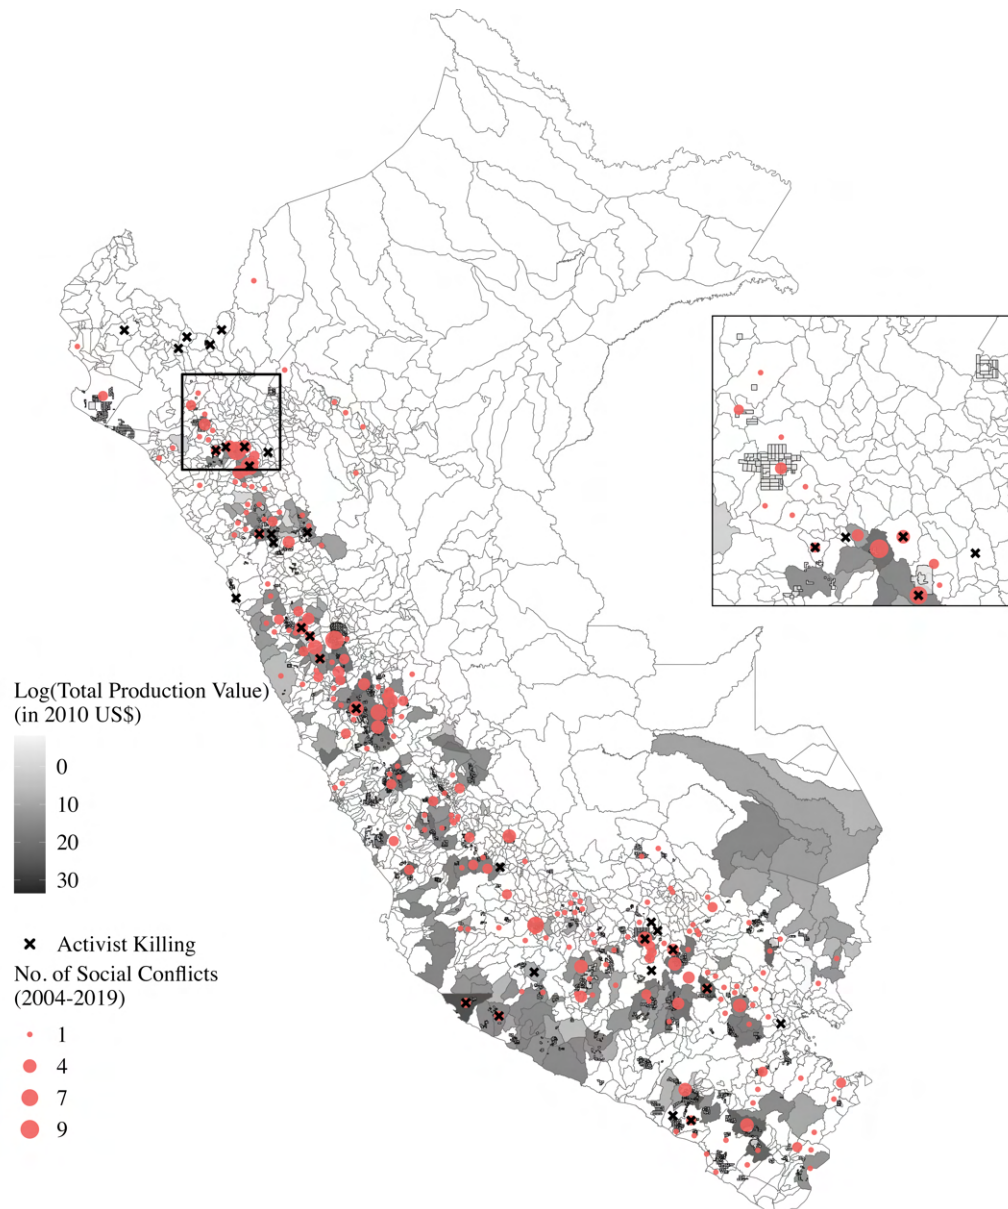 Log(Total Production Value)
(in 2010 US$)
0
10
20
30
Activist Killing
No. of Social Conflicts
(2004-2019)
1
4
7
9